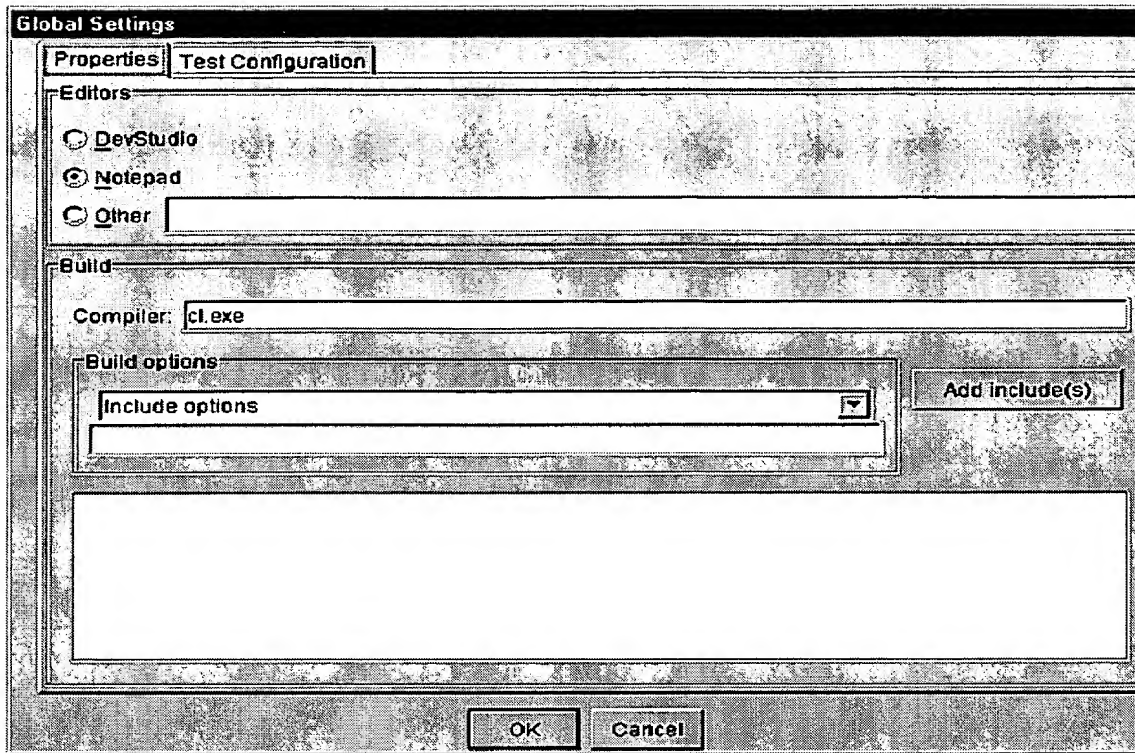 Global Settings
Properties Test Configuration
Editors
DevStudio
Notepad
Other
Build
Compiler: cl.exe
Build options
Include options
Add include(s)
OK Cancel